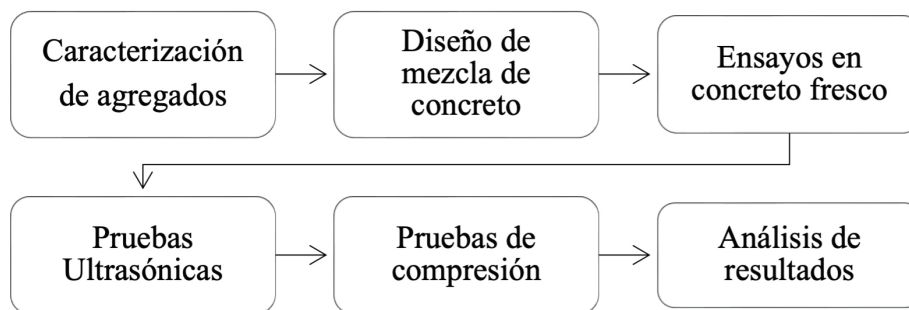 Caracterización
de agregados
Diseño de
mezcla de
concreto
Ensayos en
concreto fresco
Pruebas
Ultrasónicas
Pruebas de
compresión
Análisis de
resultados